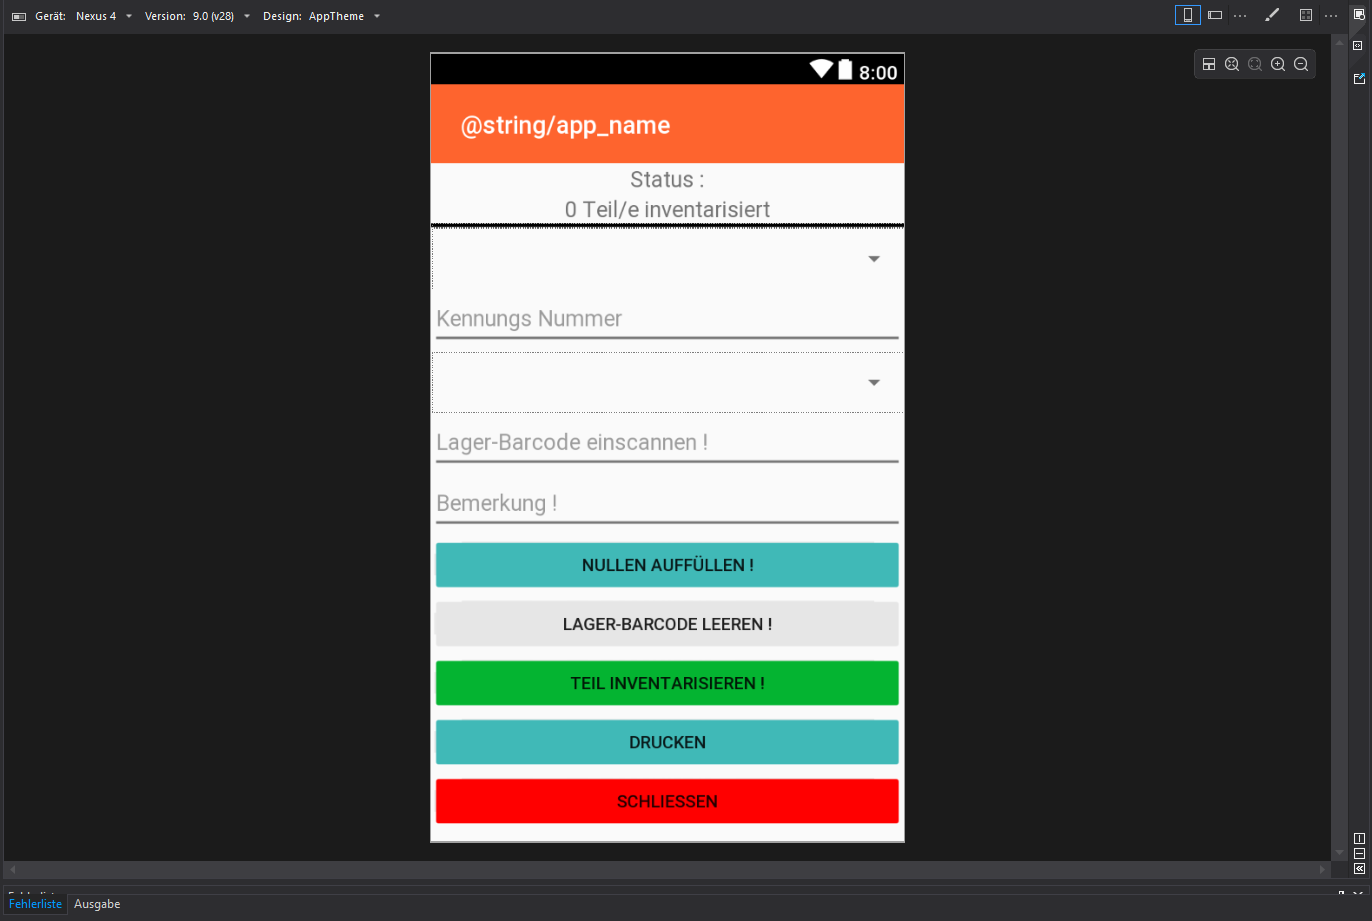 Gerät: Nexus 4 Version: 9.0 (v28) Design: AppTheme
8:00
@string/app_name
Status :
0 Teil/e inventarisiert
Kennungs Nummer
Lager-Barcode einscannen !
Bemerkung !
NULLEN AUFFÜLLEN !
LAGER-BARCODE LEEREN !
TEIL INVENTARISIEREN !
DRUCKEN
SCHLIESSEN
Fehlerliste Ausgabe